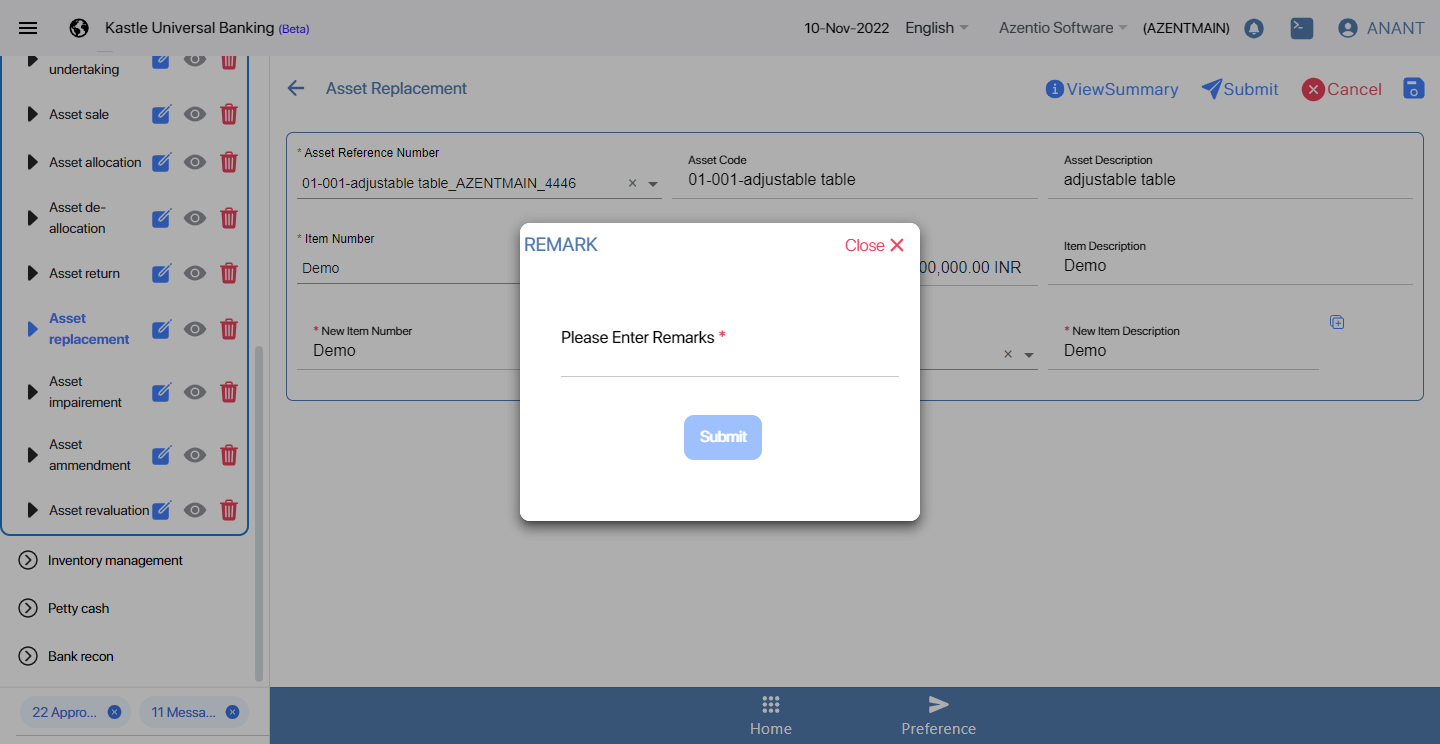 Kastle Universal Banking (Beta)
10-Nov-2022
English
Azentio Software
(AZENTMAIN)
ANANT
undertaking
Asset sale
Asset allocation
Asset de-
allocation
Asset return
Asset
replacement
Asset
impairement
Asset
ammendment
Asset revaluation
Inventory management
Petty cash
Bank recon
22 Appro...
11 Messa...
Asset Replacement
ViewSummary
Submit
Cancel
* Asset Reference Number
01-001-adjustable table_AZENTMAIN_4446
Asset Code
01-001-adjustable table
Asset Description
adjustable table
* Item Number
Demo
00,000.00 INR
Item Description
Demo
* New Item Number
Demo
* New Item Description
Demo
REMARK
Close
Please Enter Remarks *
Submit
Home
Preference